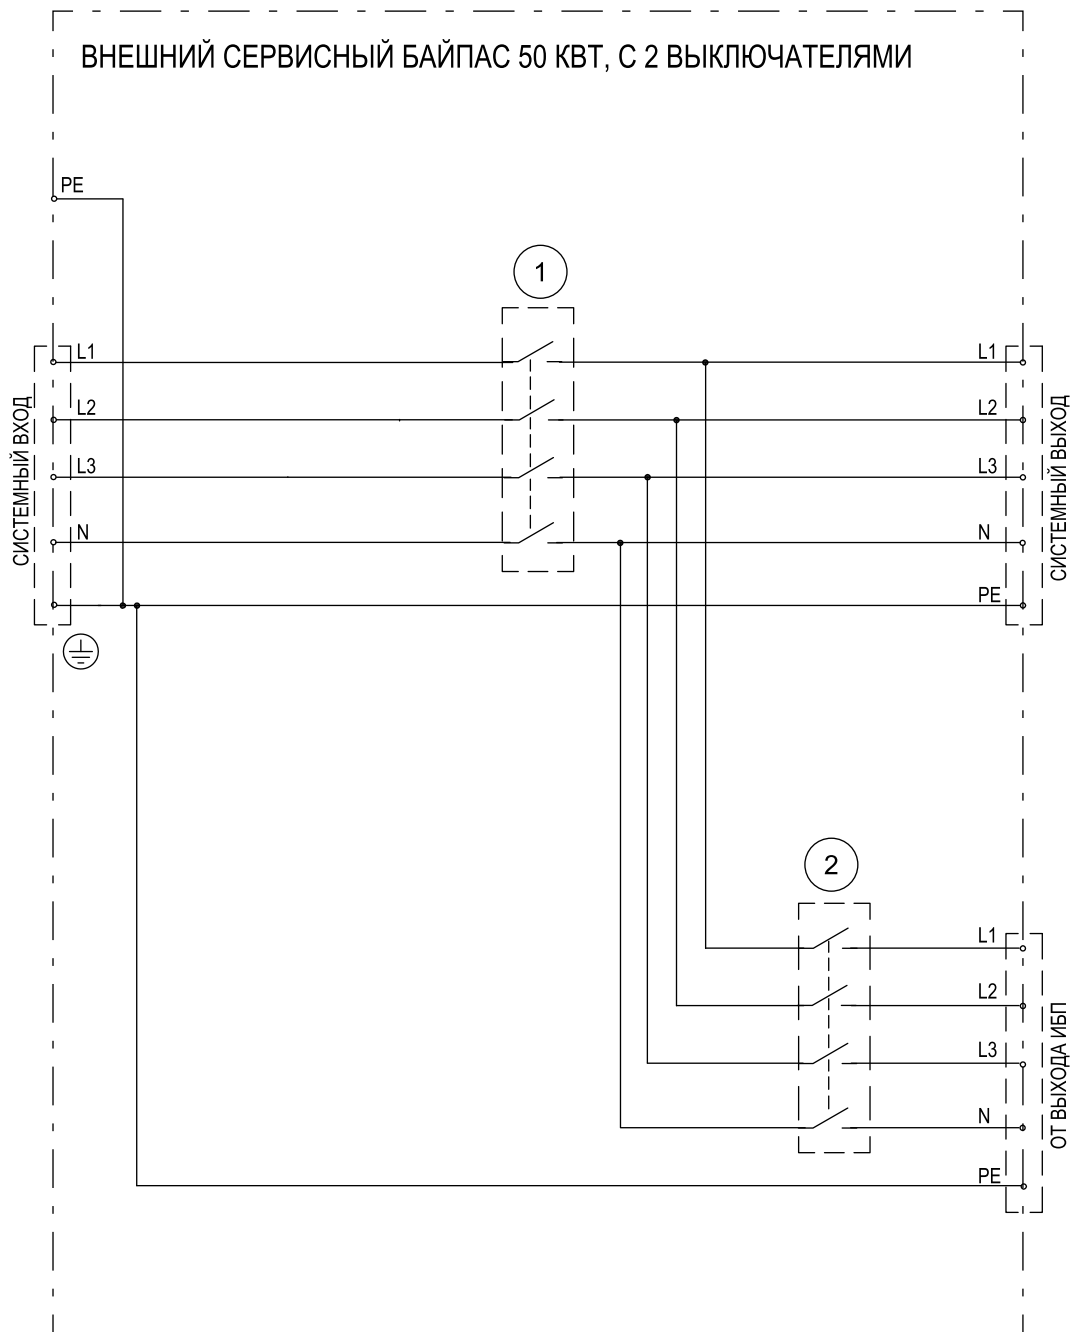 ВНЕШНИЙ СЕРВИСНЫЙ БАЙПАС 50 КВТ, С 2 ВЫКЛЮЧАТЕЛЯМИ
PE
1
L1
L1
L2
L2
L3
L3
N
N
PE
СИСТЕМНЫЙ ВХОД
СИСТЕМНЫЙ ВЫХОД
2
L1
L2
L3
N
PE
ОТ ВЫХОДА ИБП